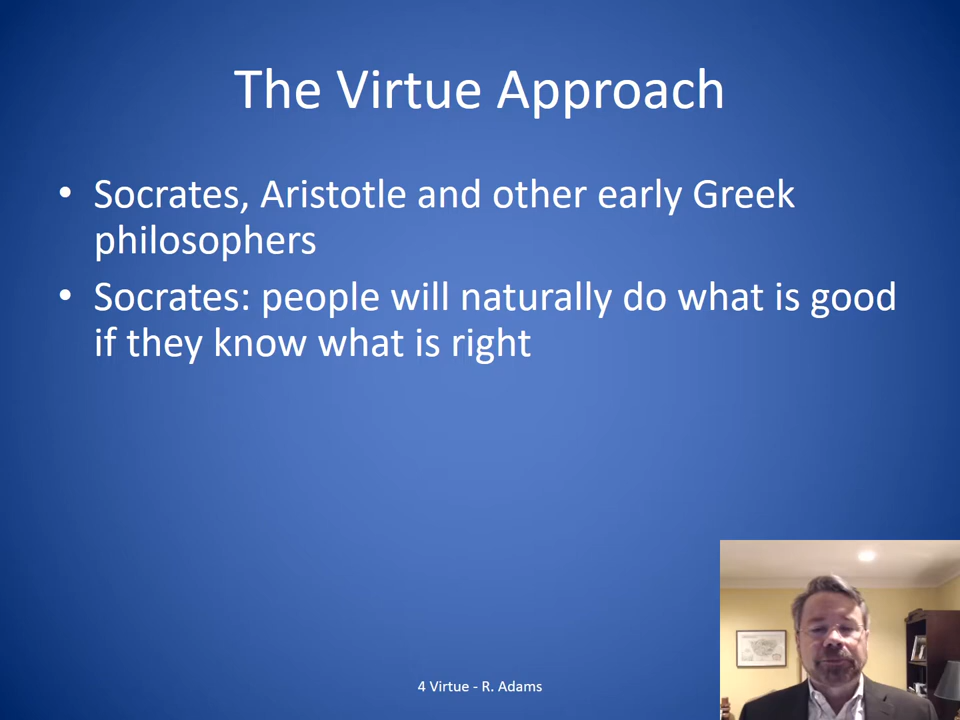 The Virtue Approach
• Socrates, Aristotle and other early Greek
philosophers
• Socrates: people will naturally do what is good
if they know what is right
4 Virtue - R. Adams